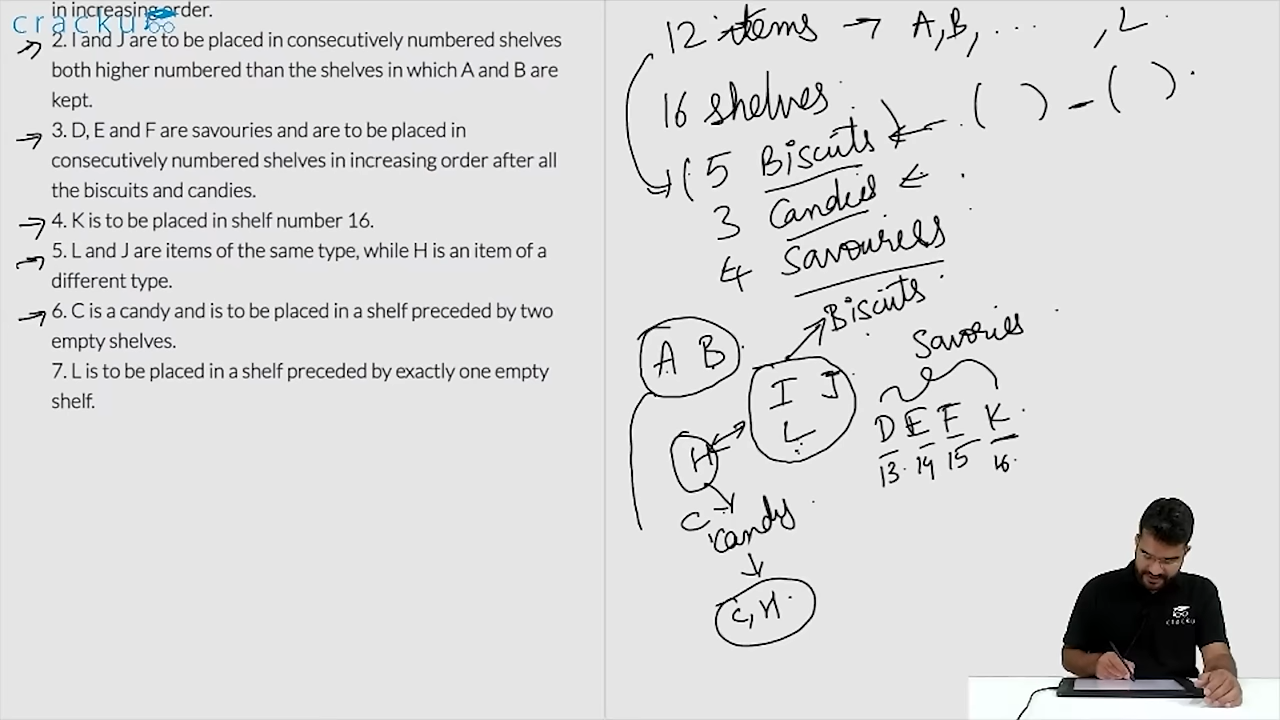 in increasing order.
cracku
2. I and J are to be placed in consecutively numbered shelves
both higher numbered than the shelves in which A and B are
kept.
3. D, E and F are savouries and are to be placed in
consecutively numbered shelves in increasing order after all
the biscuits and candies.
4. K is to be placed in shelf number 16.
5. L and J are items of the same type, while H is an item of a
different type.
6. C is a candy and is to be placed in a shelf preceded by two
empty shelves.
7. L is to be placed in a shelf preceded by exactly one empty
shelf.
12 items → A, B, ... , L
16 shelves
( 5 Biscuits ) ← ( ) - ( )
3 Candies ←
4 Savouriess
Biscuits
A B
I J
L
H
Savories
D E F K
13 14 15 16
C → Candy
C, H
cracku